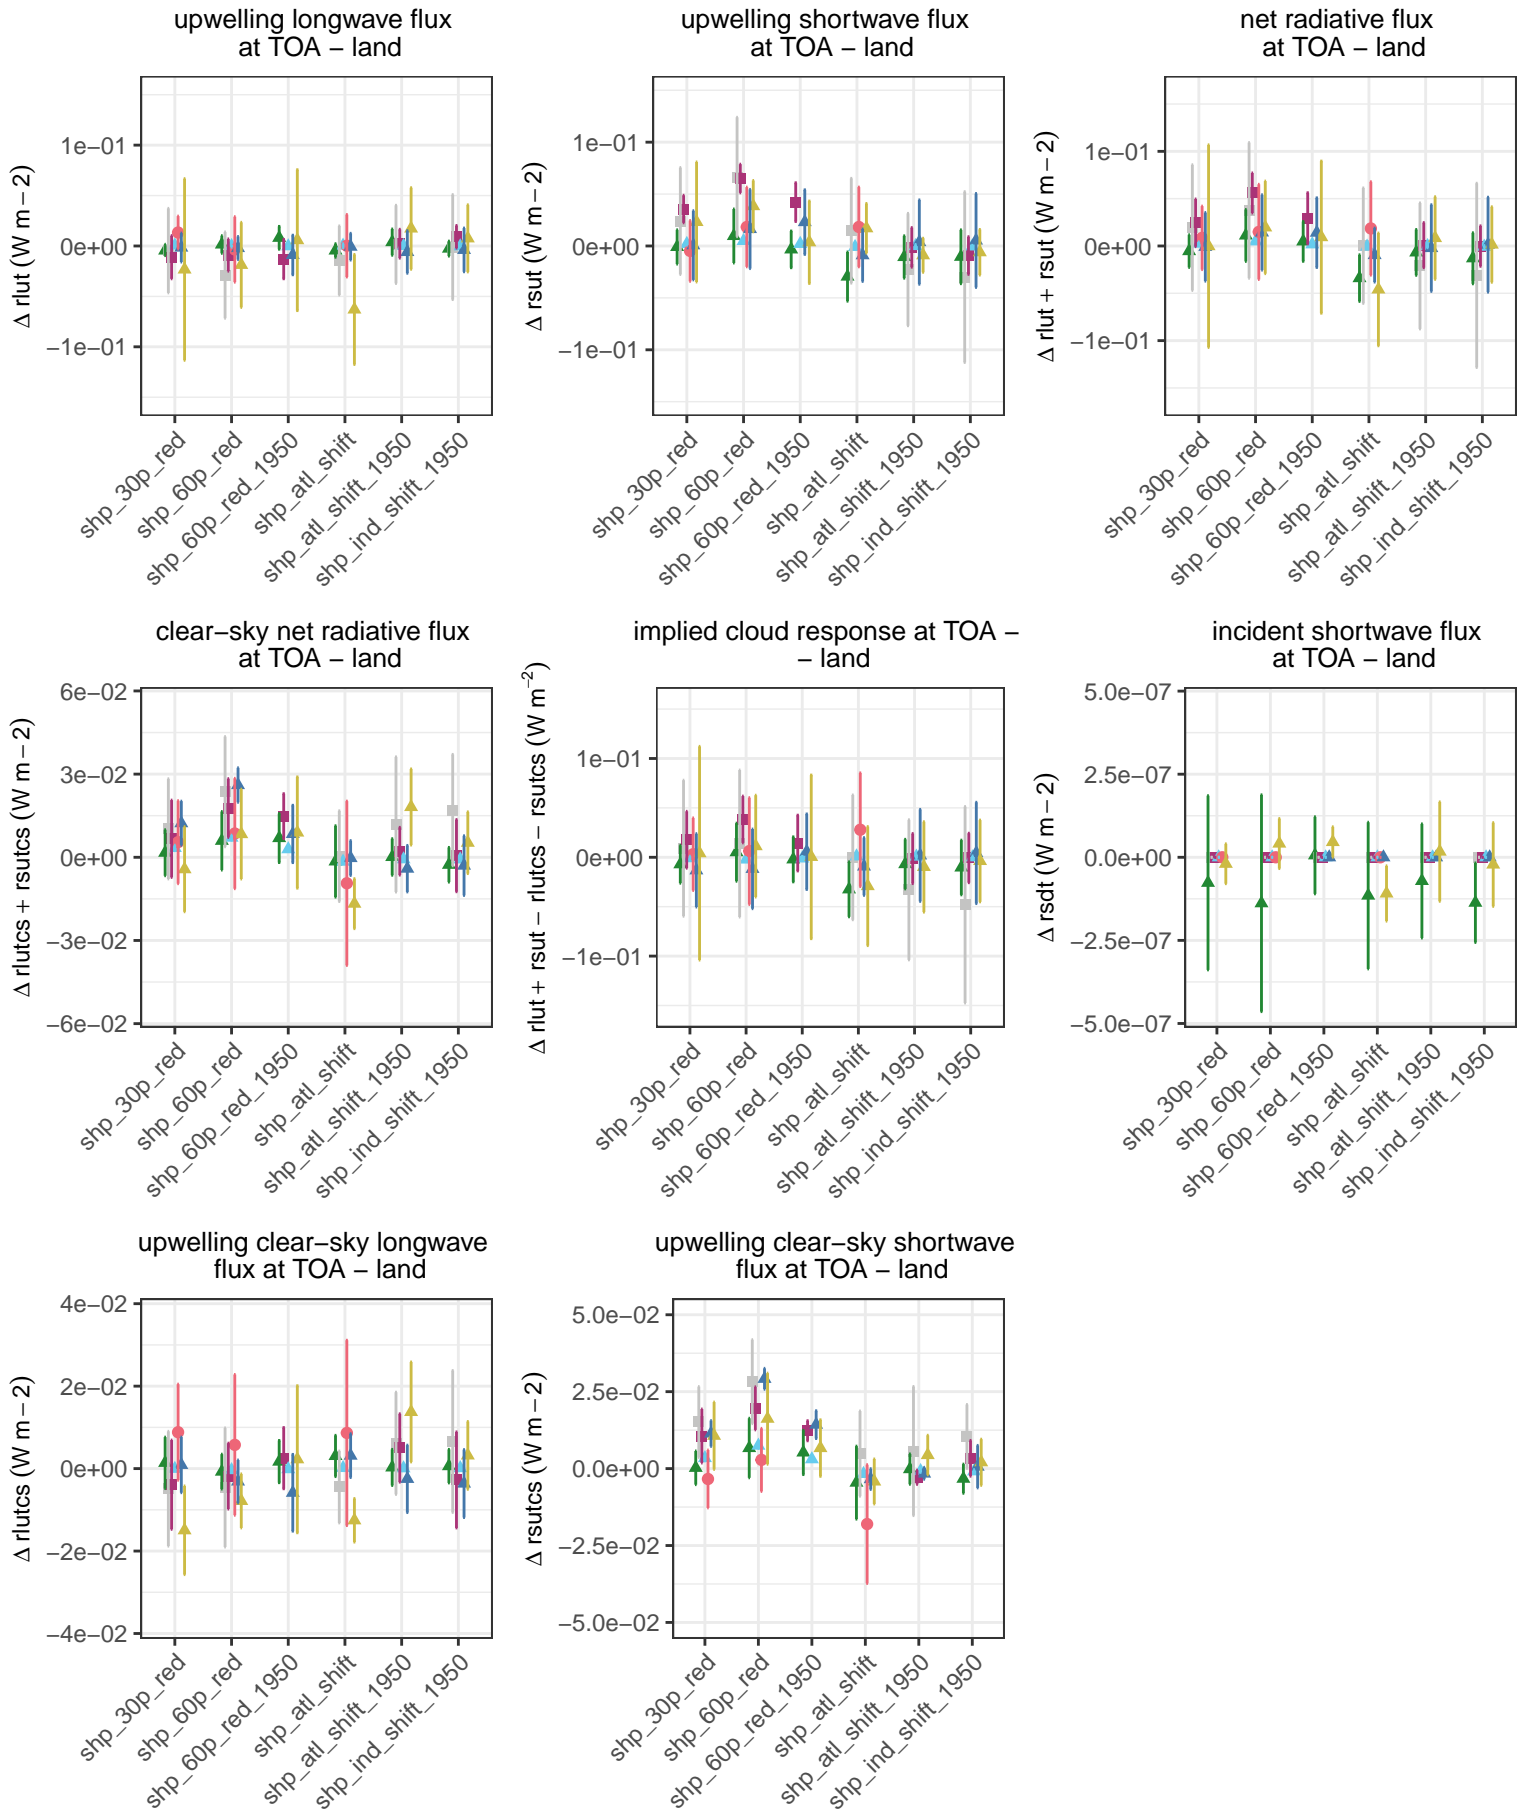 upwelling longwave flux
at TOA − land
Δ rlut (W m − 2)
1e−01
0e+00
−1e−01
shp_30p_red
shp_60p_red
shp_60p_red_1950
shp_atl_shift
shp_atl_shift_1950
shp_ind_shift_1950
upwelling shortwave flux
at TOA − land
Δ rsut (W m − 2)
1e−01
0e+00
−1e−01
shp_30p_red
shp_60p_red
shp_60p_red_1950
shp_atl_shift
shp_atl_shift_1950
shp_ind_shift_1950
net radiative flux
at TOA − land
Δ rlut + rsut (W m − 2)
1e−01
0e+00
−1e−01
shp_30p_red
shp_60p_red
shp_60p_red_1950
shp_atl_shift
shp_atl_shift_1950
shp_ind_shift_1950
clear−sky net radiative flux
at TOA − land
Δ rlutcs + rsutcs (W m − 2)
6e−02
3e−02
0e+00
−3e−02
−6e−02
shp_30p_red
shp_60p_red
shp_60p_red_1950
shp_atl_shift
shp_atl_shift_1950
shp_ind_shift_1950
implied cloud response at TOA −
− land
Δ rlut + rsut − rlutcs − rsutcs (W m⁻²)
1e−01
0e+00
−1e−01
shp_30p_red
shp_60p_red
shp_60p_red_1950
shp_atl_shift
shp_atl_shift_1950
shp_ind_shift_1950
incident shortwave flux
at TOA − land
Δ rsdt (W m − 2)
5.0e−07
2.5e−07
0.0e+00
−2.5e−07
−5.0e−07
shp_30p_red
shp_60p_red
shp_60p_red_1950
shp_atl_shift
shp_atl_shift_1950
shp_ind_shift_1950
upwelling clear−sky longwave
flux at TOA − land
Δ rlutcs (W m − 2)
4e−02
2e−02
0e+00
−2e−02
−4e−02
shp_30p_red
shp_60p_red
shp_60p_red_1950
shp_atl_shift
shp_atl_shift_1950
shp_ind_shift_1950
upwelling clear−sky shortwave
flux at TOA − land
Δ rsutcs (W m − 2)
5.0e−02
2.5e−02
0.0e+00
−2.5e−02
−5.0e−02
shp_30p_red
shp_60p_red
shp_60p_red_1950
shp_atl_shift
shp_atl_shift_1950
shp_ind_shift_1950